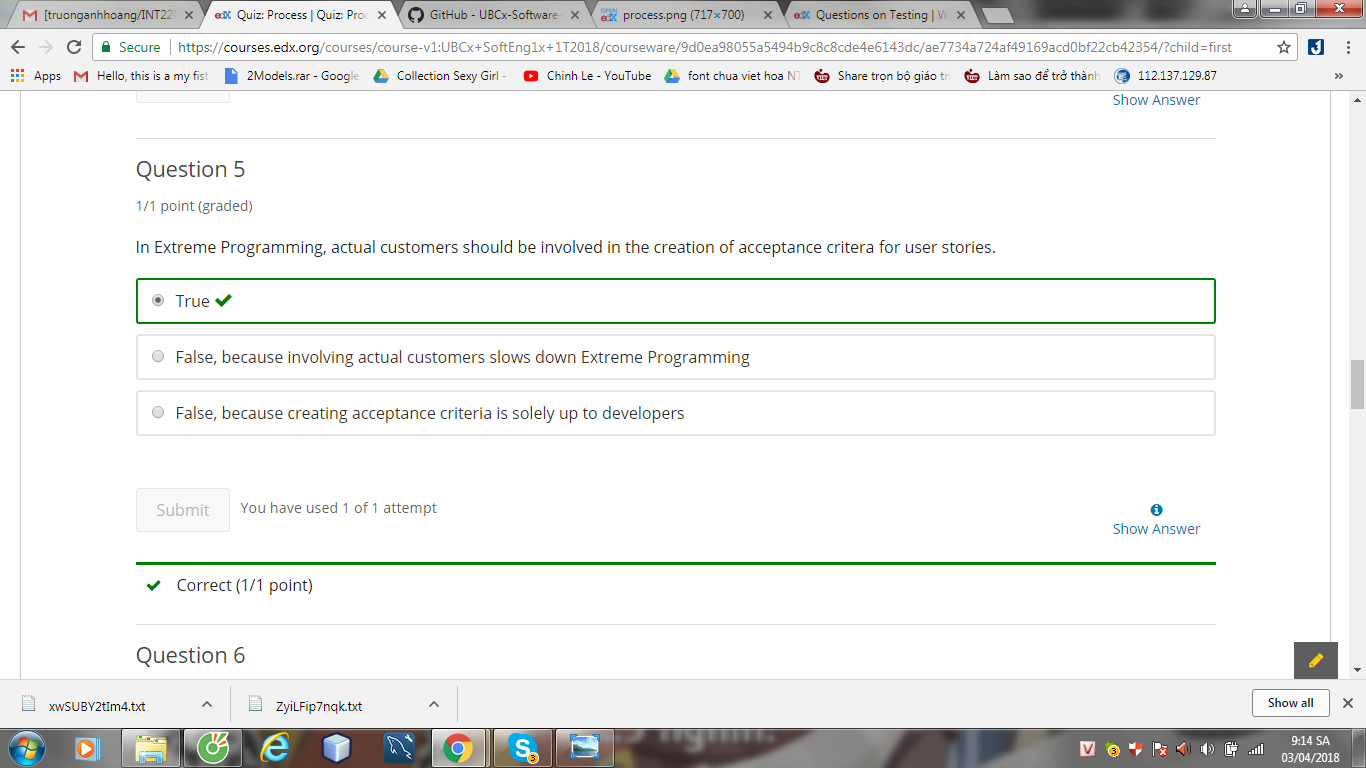 [truonganhhoang/INT22
Quiz: Process | Quiz: Proc
GitHub - UBCx-Software-
process.png (717×700)
Questions on Testing | W
Secure
https://courses.edx.org/courses/course-v1:UBCx+SoftEng1x+1T2018/courseware/9d0ea98055a5494b9c8c8cde4e6143dc/ae7734a724af49169acd0bf22cb42354/?child=first
Apps
Hello, this is a my fist
2Models.rar - Google
Collection Sexy Girl -
Chinh Le - YouTube
font chua viet hoa NT
Share trọn bộ giáo tri
Làm sao để trở thành
112.137.129.87
»
Show Answer
Question 5
1/1 point (graded)
In Extreme Programming, actual customers should be involved in the creation of acceptance critera for user stories.
True
False, because involving actual customers slows down Extreme Programming
False, because creating acceptance criteria is solely up to developers
Submit
You have used 1 of 1 attempt
Show Answer
Correct (1/1 point)
Question 6
xwSUBY2tIm4.txt
ZyiLFip7nqk.txt
Show all
9:14 SA
03/04/2018